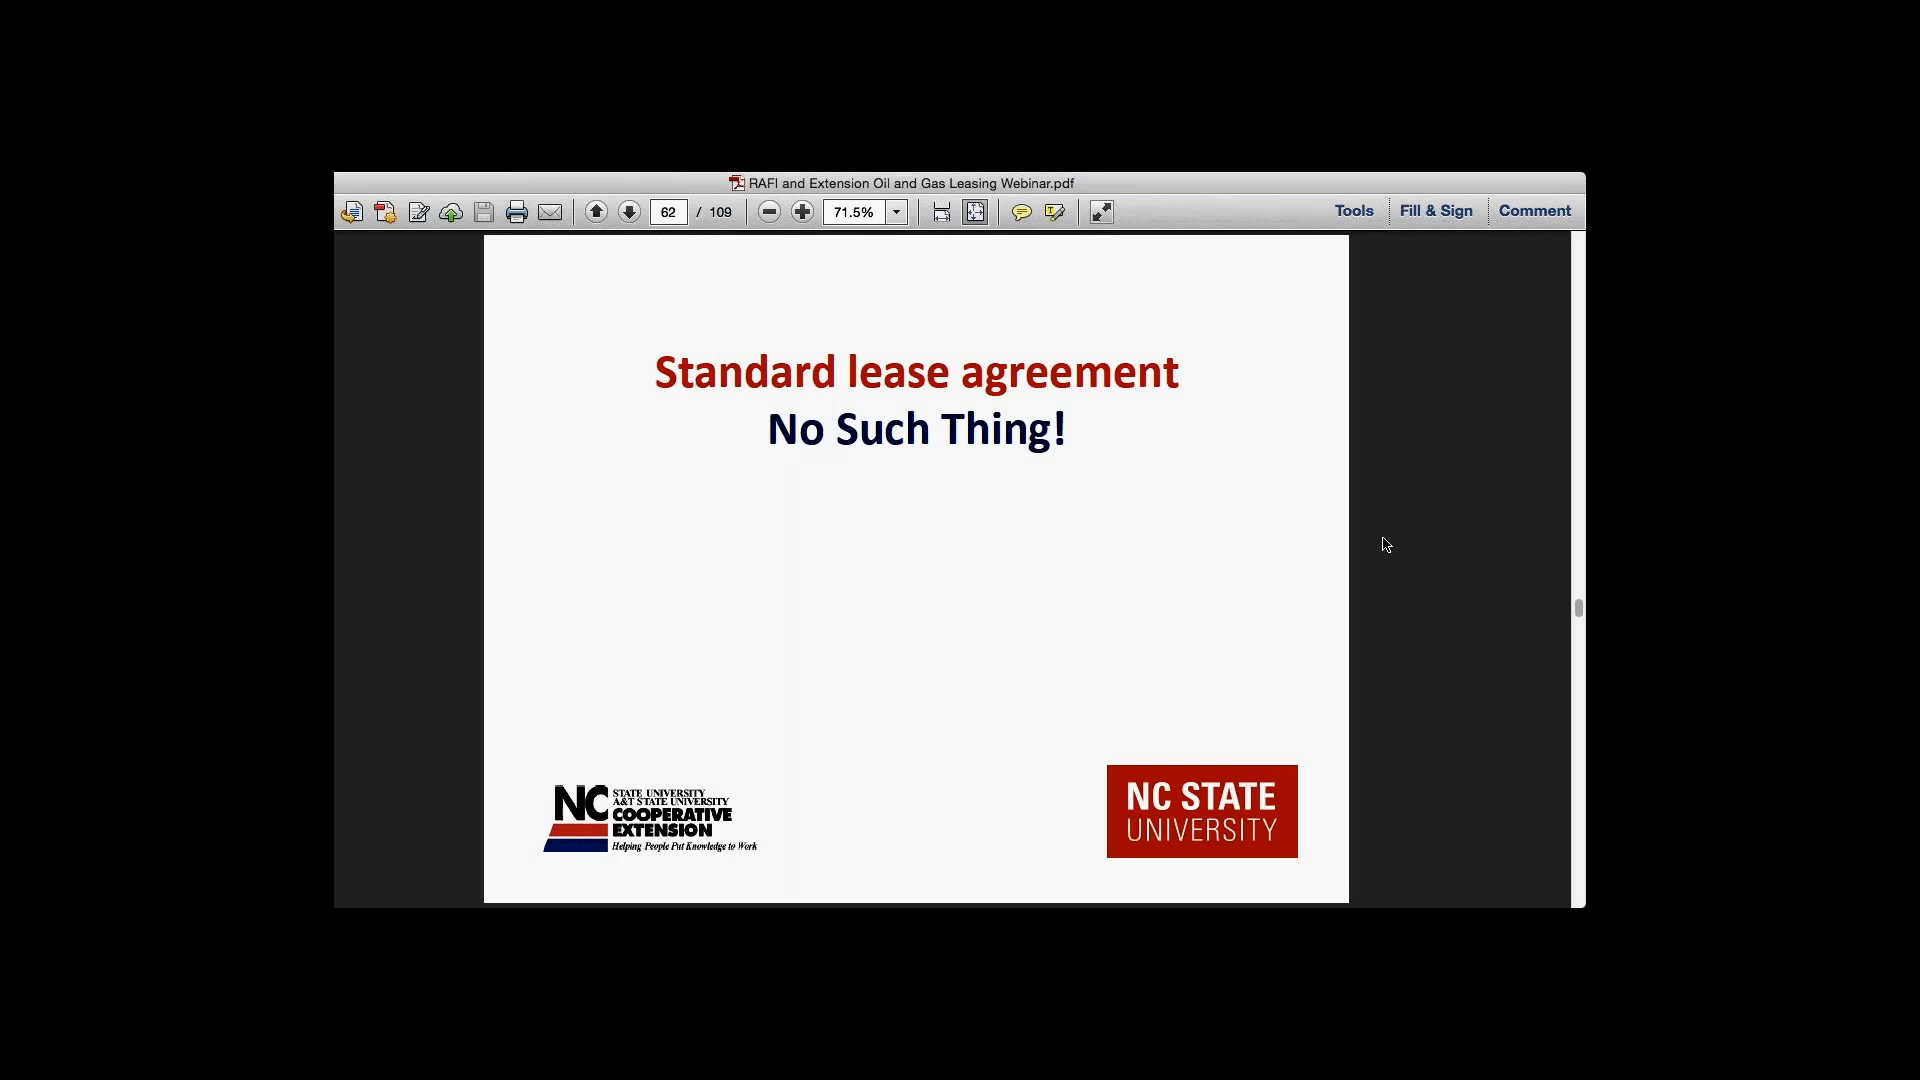 RAFI and Extension Oil and Gas Leasing Webinar.pdf
62 / 109 71.5% Tools Fill & Sign Comment
Standard lease agreement
No Such Thing!
NC STATE UNIVERSITY
A&T STATE UNIVERSITY
COOPERATIVE
EXTENSION
Helping People Put Knowledge to Work
NC STATE
UNIVERSITY